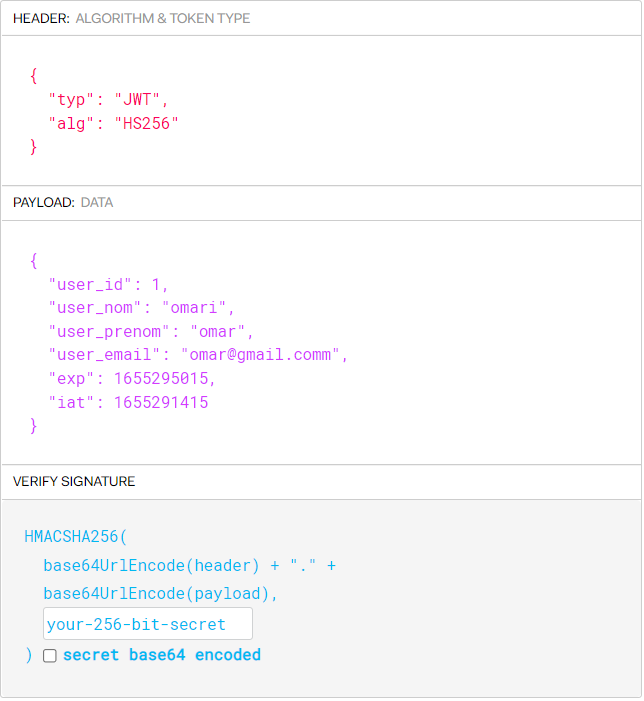 HEADER: ALGORITHM & TOKEN TYPE
{
"typ": "JWT",
"alg": "HS256"
}
PAYLOAD: DATA
{
"user_id": 1,
"user_nom": "omari",
"user_prenom": "omar",
"user_email": "omar@gmail.comm",
"exp": 1655295015,
"iat": 1655291415
}
VERIFY SIGNATURE
HMACSHA256(
base64UrlEncode(header) + "." +
base64UrlEncode(payload),
your-256-bit-secret
) secret base64 encoded